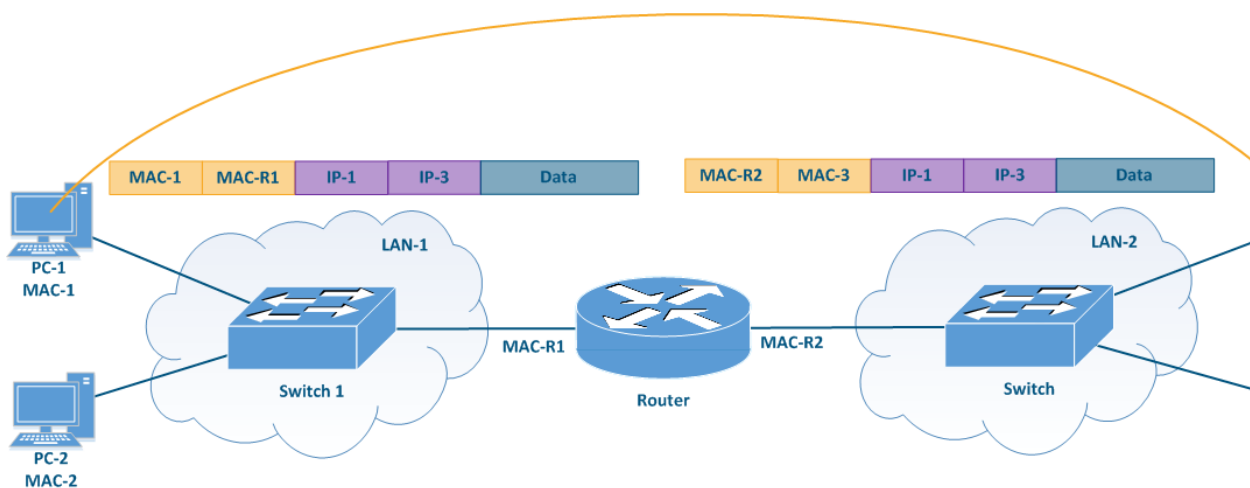 MAC-1 MAC-R1 IP-1 IP-3 Data
MAC-R2 MAC-3 IP-1 IP-3 Data
LAN-1
LAN-2
PC-1
MAC-1
MAC-R1
MAC-R2
Switch 1
Router
Switch
PC-2
MAC-2